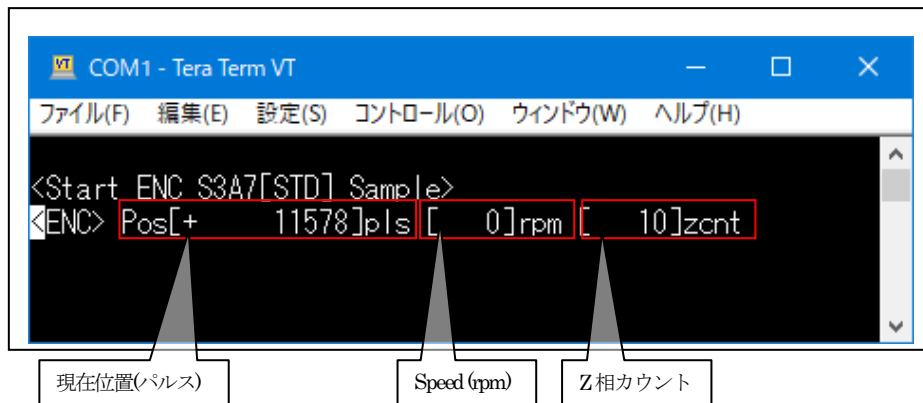 COM1 - Tera Term VT
ファイル(F) 編集(E) 設定(S) コントロール(O) ウィンドウ(W) ヘルプ(H)
<Start ENC S3A7[STD] Sample>
<ENC> Pos[+ 11578]pls [ 0]rpm [ 10]zcnt
現在位置(パルス) Speed (rpm) Z相カウント